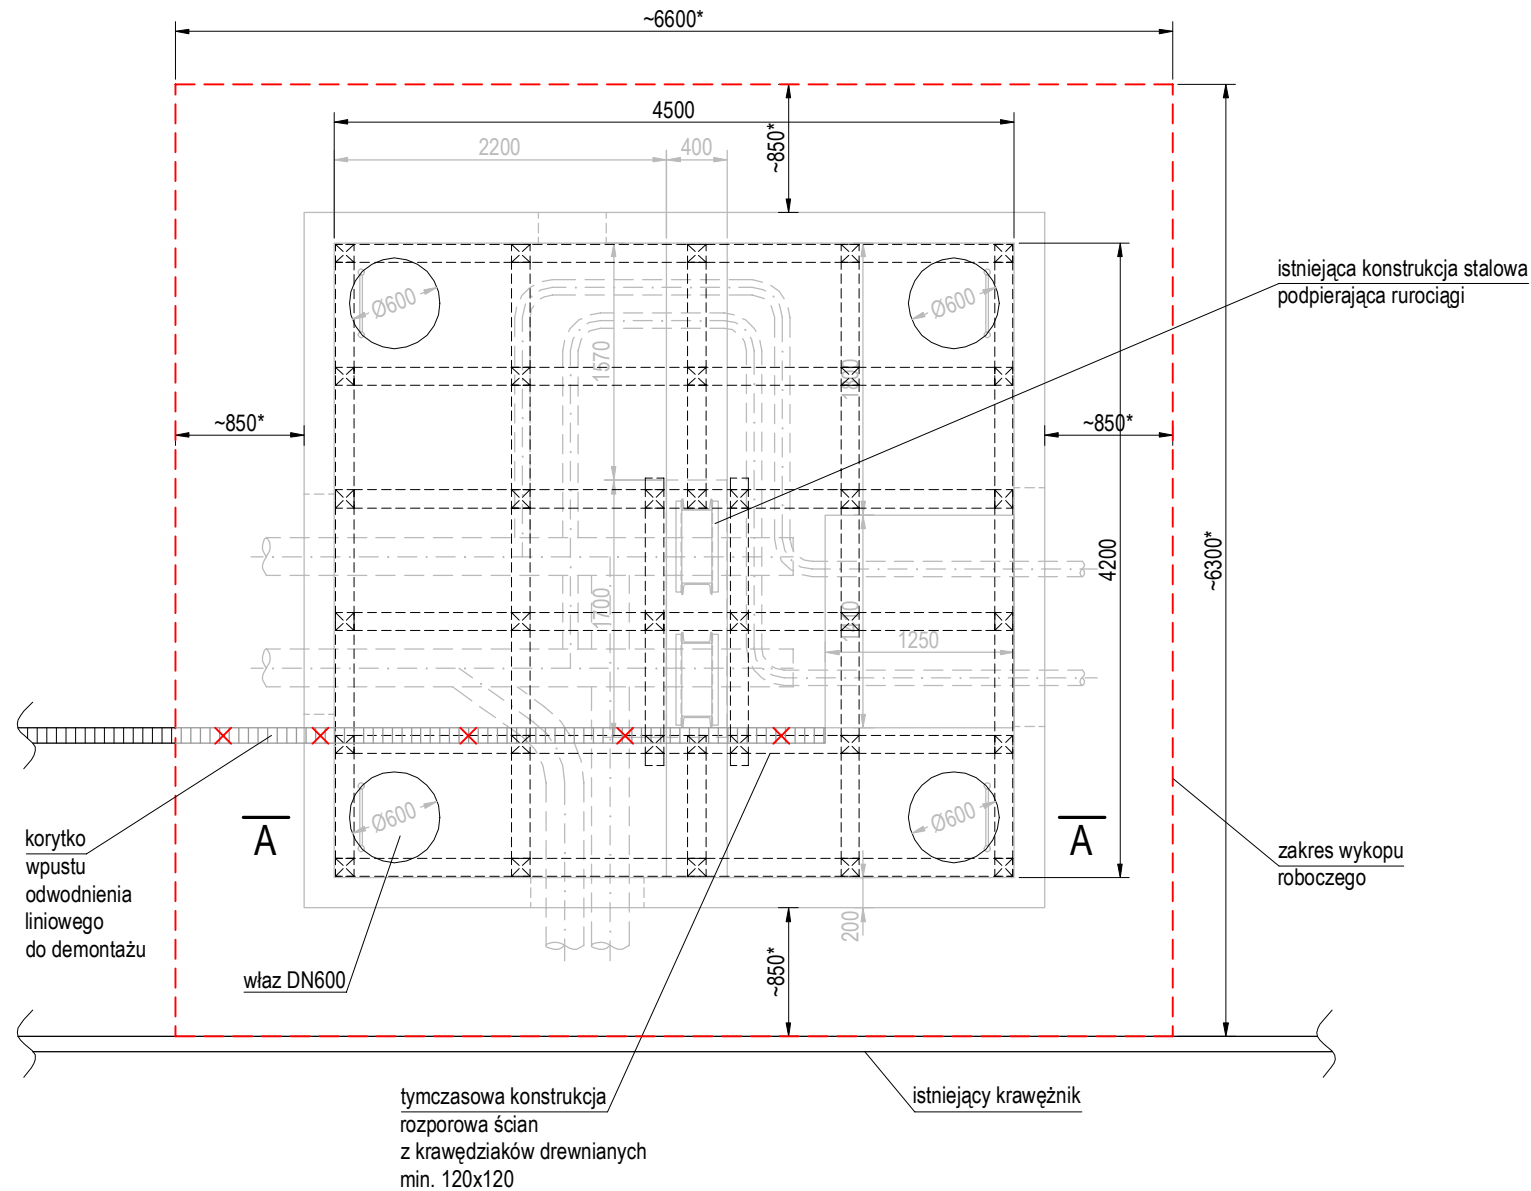 ~6600*
4500
2200
400
~850*
istniejąca konstrukcja stalowa
podpierająca rurociągi
Ø600
Ø600
1570
~850*
~850*
4200
~6300*
1700
1250
korytko
wpustu
odwodnienia
liniowego
do demontażu
Ø600
Ø600
A
A
zakres wykopu
roboczego
200
właz DN600
~850*
tymczasowa konstrukcja
rozporowa ścian
z krawędziaków drewnianych
min. 120x120
istniejący krawężnik